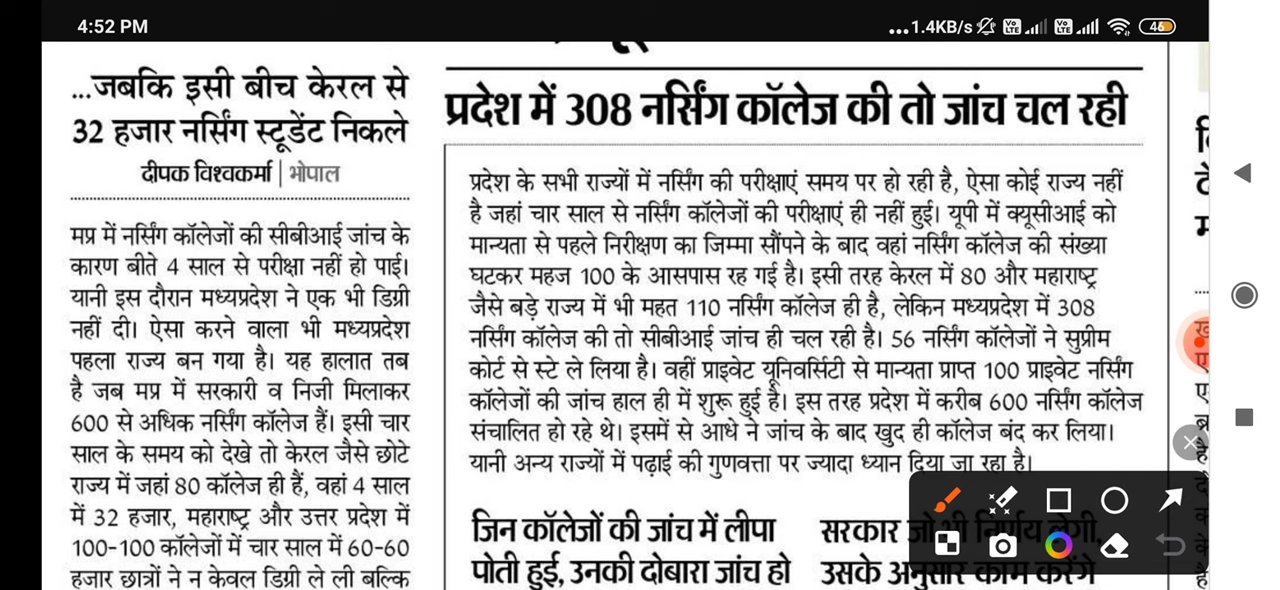 4:52 PM
...1.4KB/s
46
...जबकि इसी बीच केरल से
32 हजार नर्सिंग स्टूडेंट निकले
दीपक विश्वकर्मा | भोपाल
मप्र में नर्सिंग कॉलेजों की सीबीआई जांच के
कारण बीते 4 साल से परीक्षा नहीं हो पाई।
यानी इस दौरान मध्यप्रदेश ने एक भी डिग्री
नहीं दी। ऐसा करने वाला भी मध्यप्रदेश
पहला राज्य बन गया है। यह हालात तब
है जब मप्र में सरकारी व निजी मिलाकर
600 से अधिक नर्सिंग कॉलेज हैं। इसी चार
साल के समय को देखे तो केरल जैसे छोटे
राज्य में जहां 80 कॉलेज ही हैं, वहां 4 साल
में 32 हजार, महाराष्ट्र और उत्तर प्रदेश में
100-100 कॉलेजों में चार साल में 60-60
हजार छात्रों ने न केवल डिग्री ले ली बल्कि
प्रदेश में 308 नर्सिंग कॉलेज की तो जांच चल रही
प्रदेश के सभी राज्यों में नर्सिंग की परीक्षाएं समय पर हो रही है, ऐसा कोई राज्य नहीं
है जहां चार साल से नर्सिंग कॉलेजों की परीक्षाएं ही नहीं हुई। यूपी में क्यूसीआई को
मान्यता से पहले निरीक्षण का जिम्मा सौंपने के बाद वहां नर्सिंग कॉलेज की संख्या
घटकर महज 100 के आसपास रह गई है। इसी तरह केरल में 80 और महाराष्ट्र
जैसे बड़े राज्य में भी महत 110 नर्सिंग कॉलेज ही है, लेकिन मध्यप्रदेश में 308
नर्सिंग कॉलेज की तो सीबीआई जांच ही चल रही है। 56 नर्सिंग कॉलेजों ने सुप्रीम
कोर्ट से स्टे ले लिया है। वहीं प्राइवेट यूनिवर्सिटी से मान्यता प्राप्त 100 प्राइवेट नर्सिंग
कॉलेजों की जांच हाल ही में शुरू हुई है। इस तरह प्रदेश में करीब 600 नर्सिंग कॉलेज
संचालित हो रहे थे। इसमें से आधे ने जांच के बाद खुद ही कॉलेज बंद कर लिया।
यानी अन्य राज्यों में पढ़ाई की गुणवत्ता पर ज्यादा ध्यान दिया जा रहा है।
जिन कॉलेजों की जांच में लीपा
पोती हुई, उनकी दोबारा जांच हो
सरकार जो भी निर्णय लेगी,
उसके अनुसार काम करेंगे